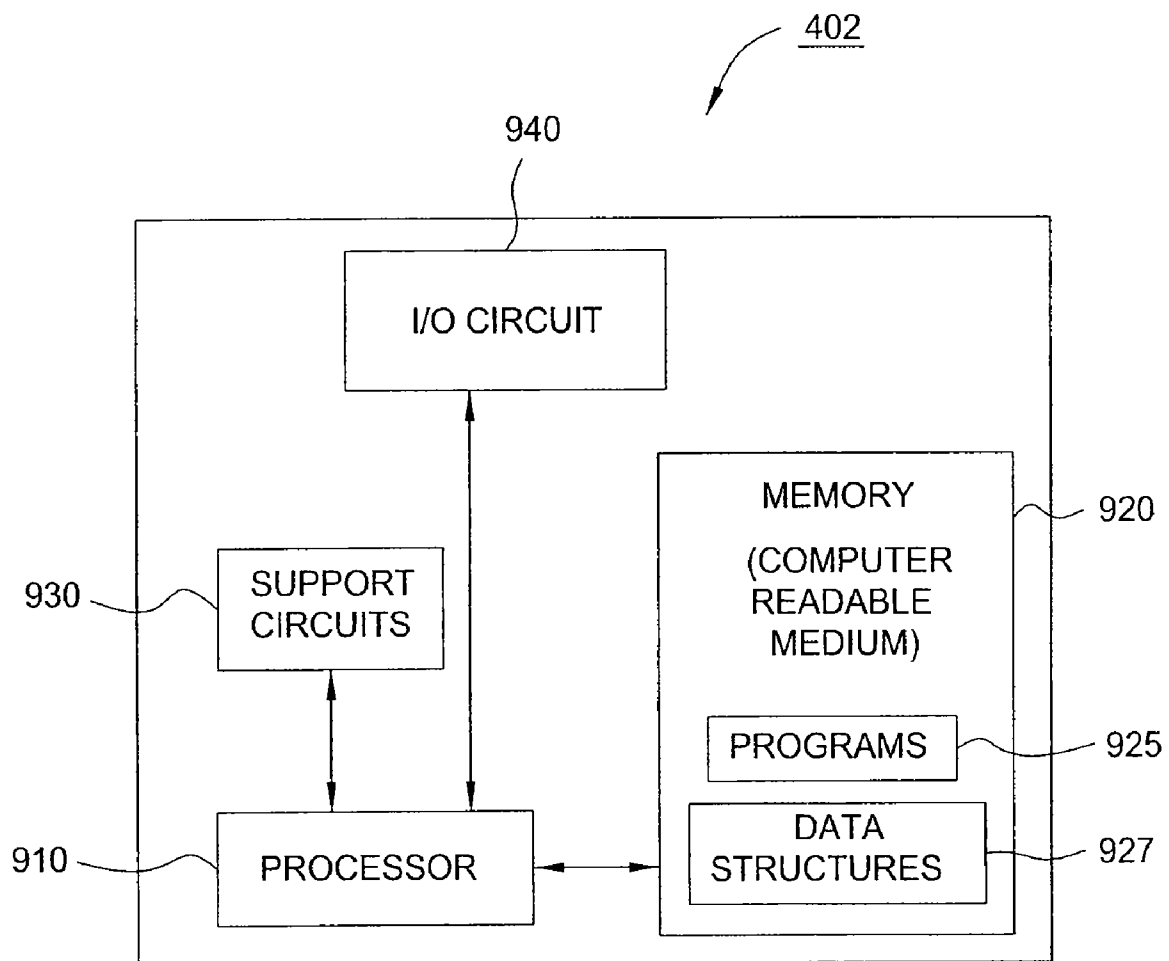 402
940
I/O CIRCUIT
MEMORY
920
(COMPUTER
READABLE
MEDIUM)
930
SUPPORT
CIRCUITS
PROGRAMS
925
910
PROCESSOR
DATA
STRUCTURES
927